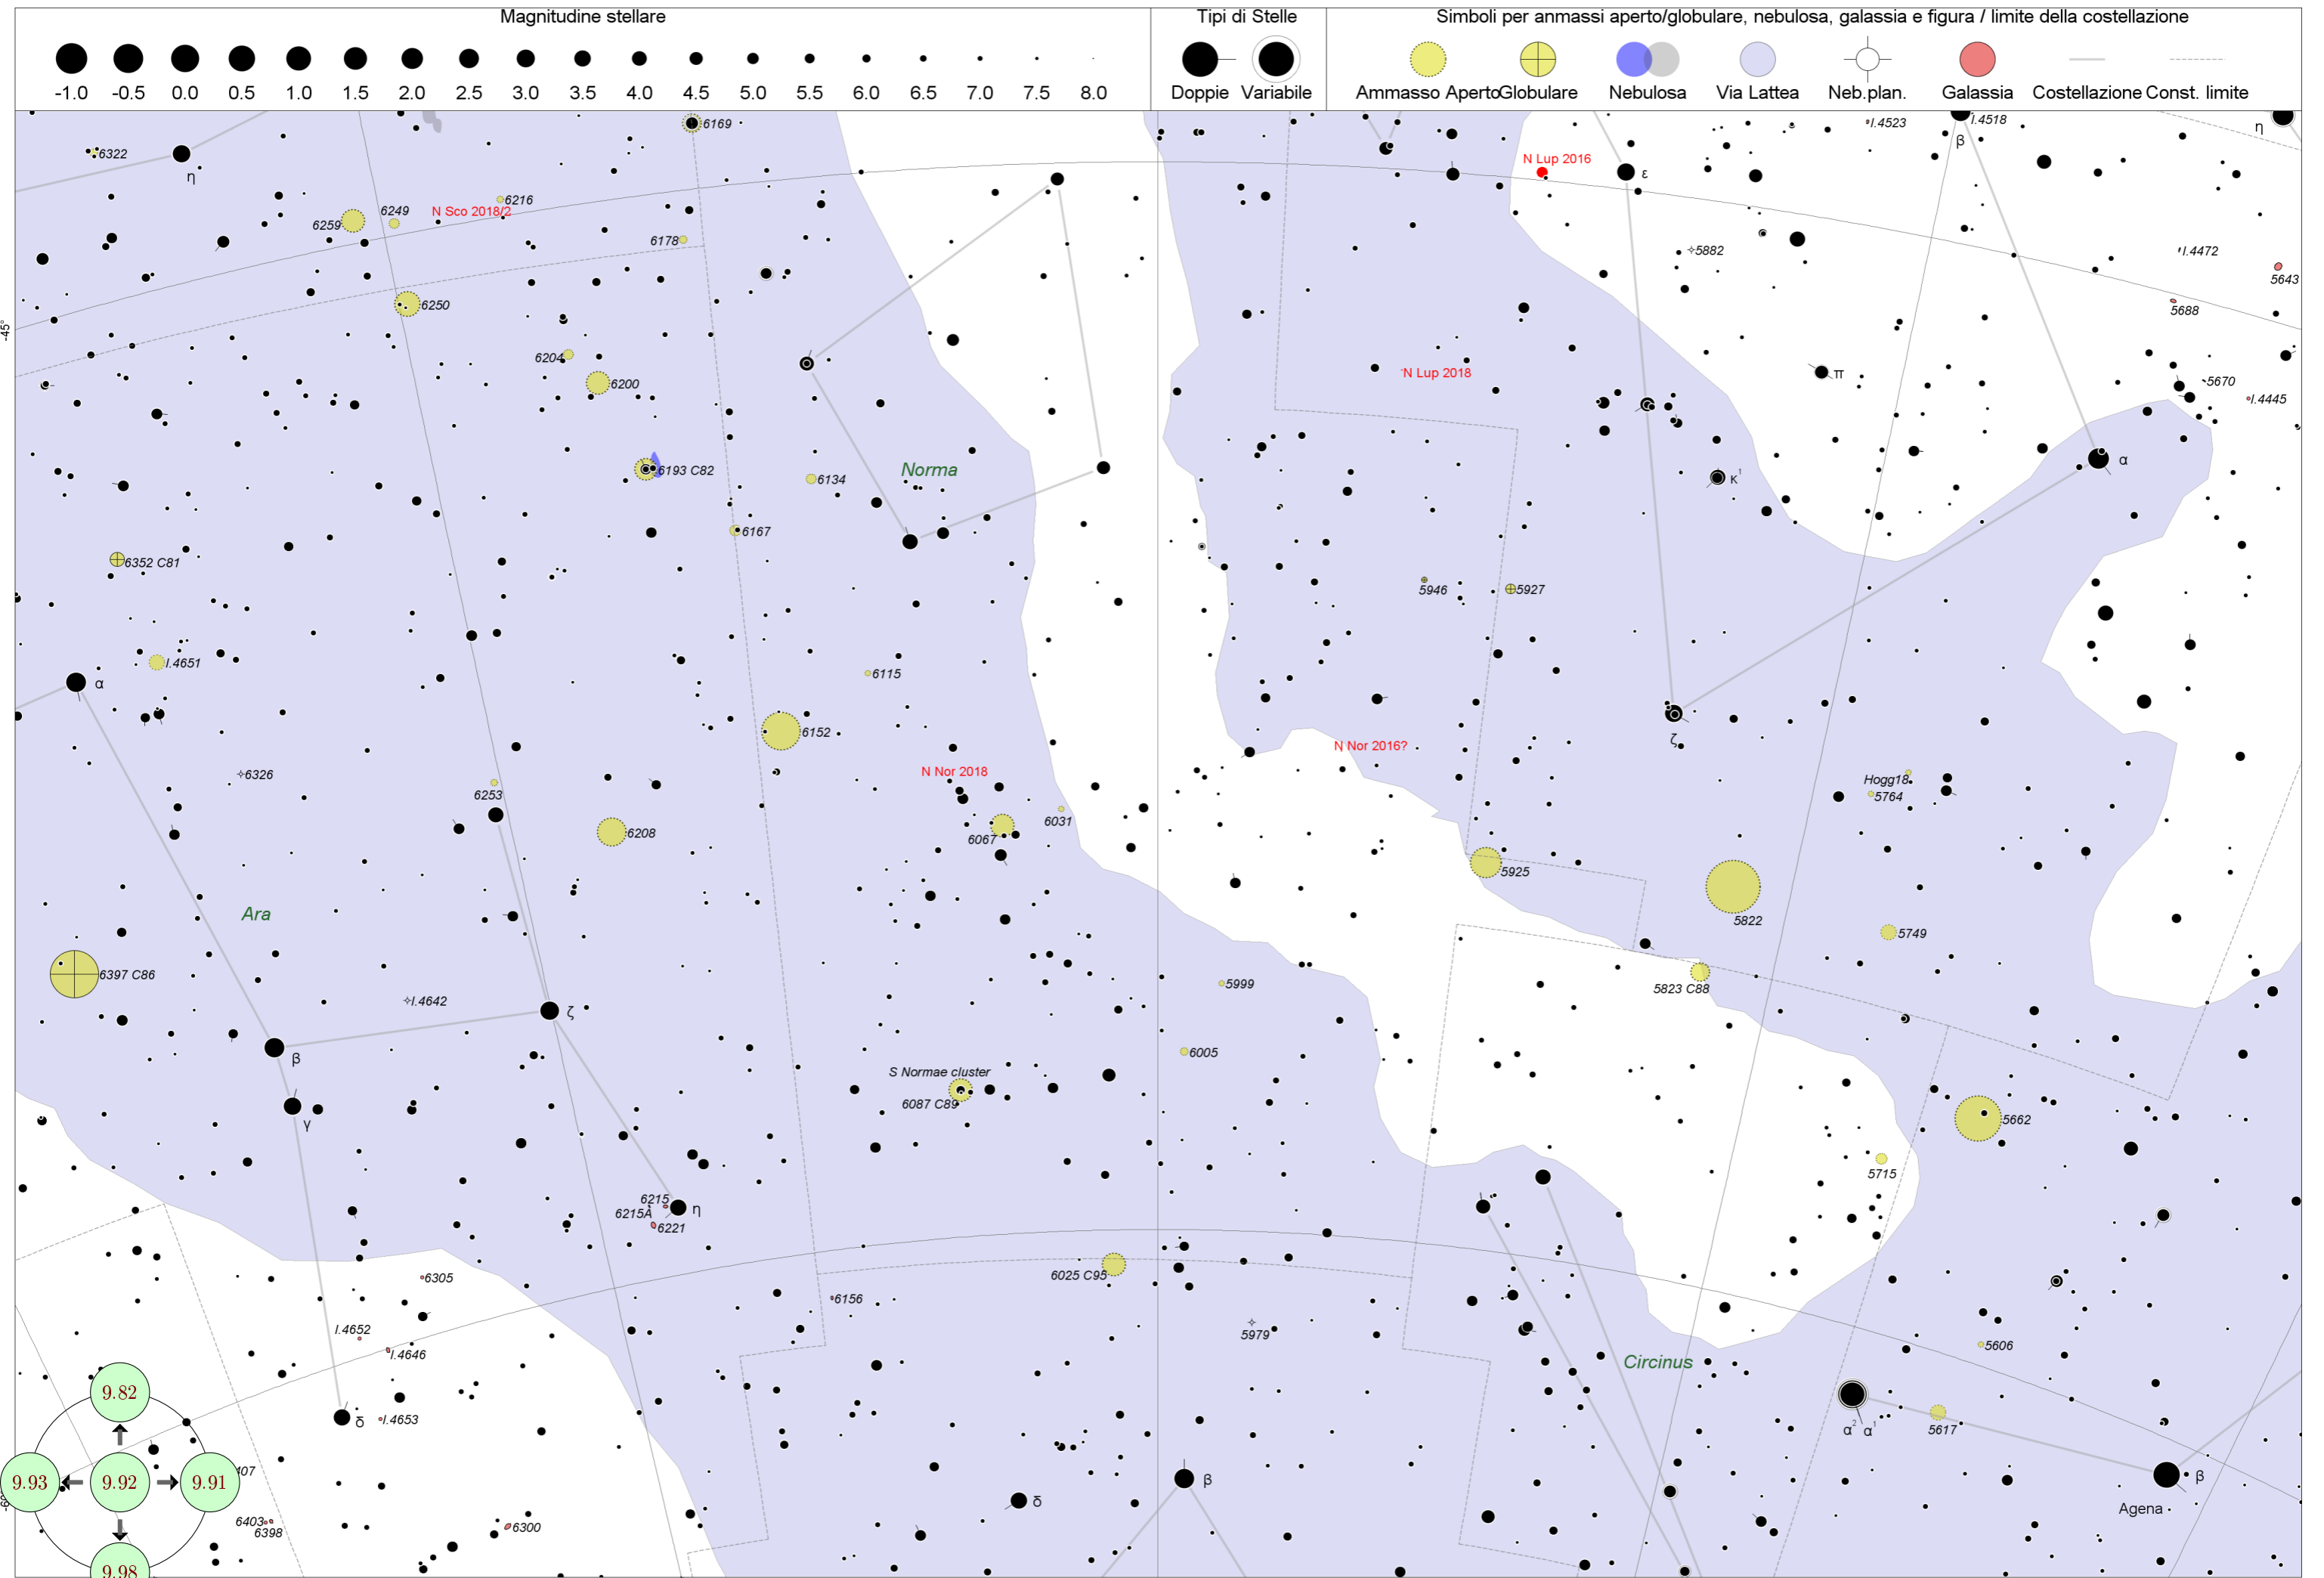 Magnitudine stellare
Tipi di Stelle
Simboli per anmassi aperto/globulare, nebulosa, galassia e figura / limite della costellazione
-1.0 -0.5 0.0 0.5 1.0 1.5 2.0 2.5 3.0 3.5 4.0 4.5 5.0 5.5 6.0 6.5 7.0 7.5 8.0
Doppie Variabile
Ammasso Aperto Globulare Nebulosa Via Lattea Neb.plan. Galassia Costellazione Const. limite
6169
I.4523
I.4518
β
η
6322
η
N Lup 2016
ε
6216
6259
6249
N Sco 2018/2
6178
5882
I.4472
5643
6250
5688
-45°
6204
6200
N Lup 2018
π
5670
I.4445
6193 C82
6134
Norma
κ¹
α
6167
6352 C81
5946
5927
I.4651
α
6115
6152
ζ
N Nor 2016?
6326
N Nor 2018
Hogg18
6253
5764
6031
6208
6067
5925
5822
Ara
5749
6397 C86
5999
5823 C88
I.4642
ζ
β
6005
S Normae cluster
6087 C89
γ
5662
5715
6215
6215A
η
6221
6025 C95
6305
6156
I.4652
5979
5606
I.4646
Circinus
9.82
δ
I.4653
α² α¹
5617
407
9.93
9.92
9.91
β
β
δ
Agena
6403
6398
6300
9.98